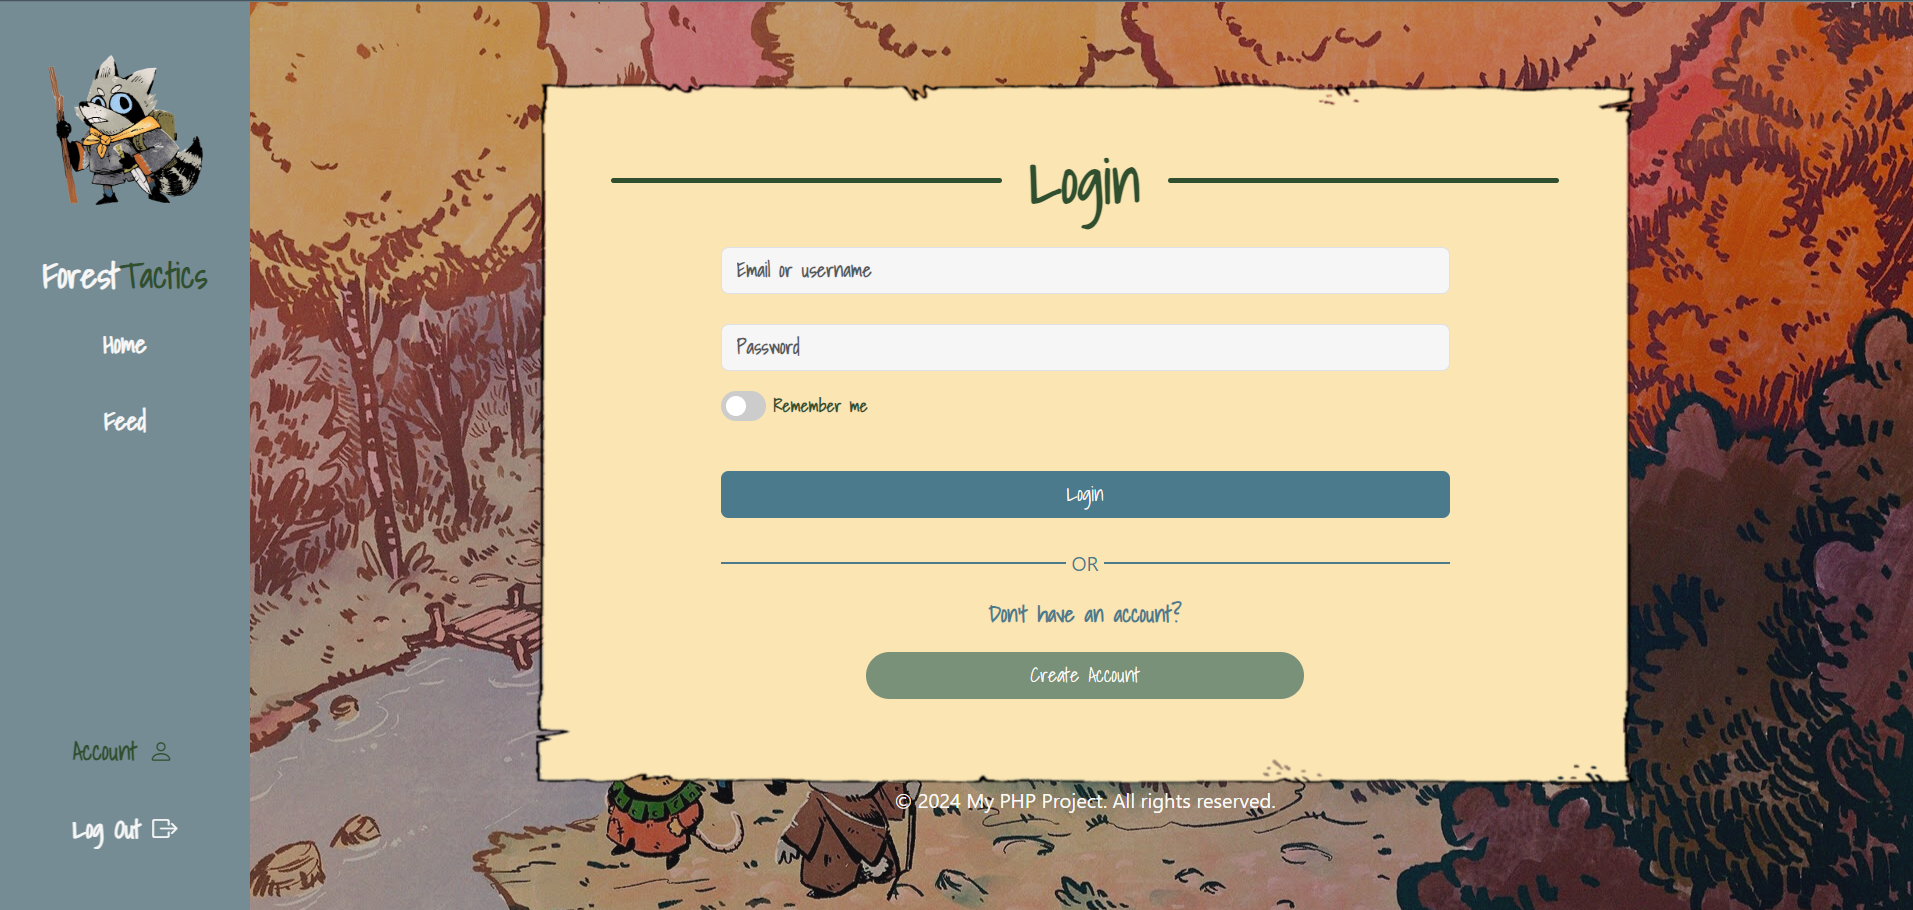 ForestTactics
Home
Feed
Account
Log Out
Login
Email or username
Password
Remember me
Login
OR
Don't have an account?
Create Account
© 2024 My PHP Project. All rights reserved.